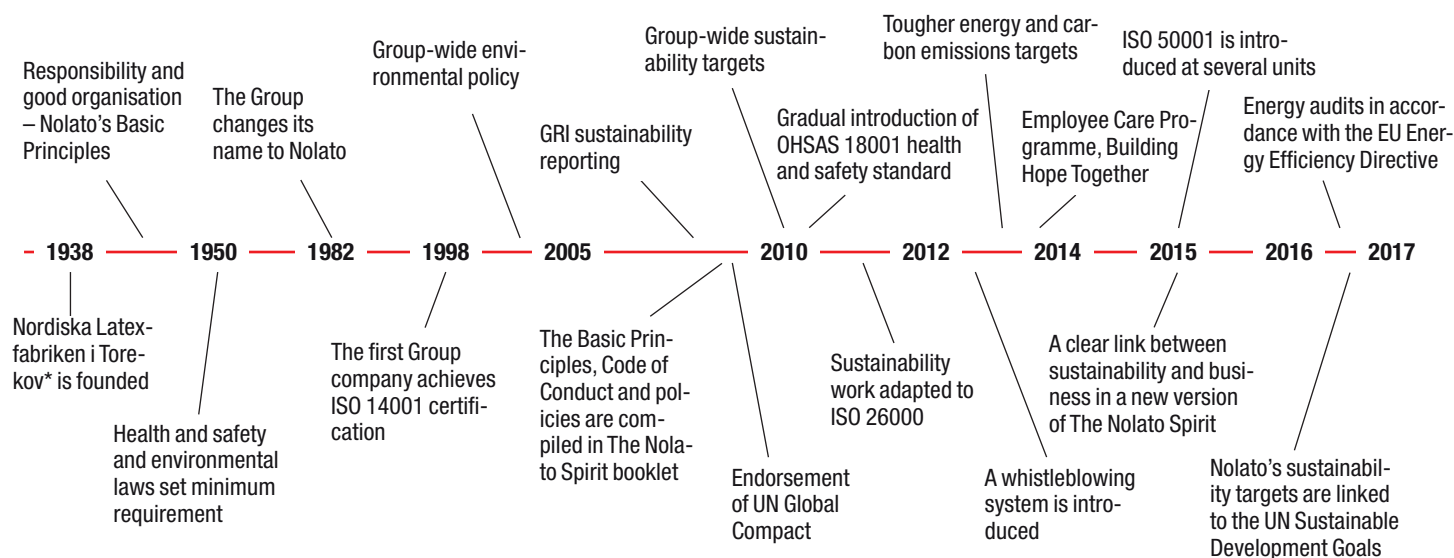 Responsibility and
good organisation
– Nolato's Basic
Principles
The Group
changes its
name to Nolato
Group-wide envi-
ronmental policy
GRI sustainability
reporting
Group-wide sustain-
ability targets
Gradual introduction of
OHSAS 18001 health
and safety standard
Tougher energy and car-
bon emissions targets
Employee Care Pro-
gramme, Building
Hope Together
ISO 50001 is intro-
duced at several units
Energy audits in accor-
dance with the EU Ener-
gy Efficiency Directive
1938 1950 1982 1998 2005 2010 2012 2014 2015 2016 2017
Nordiska Latex-
fabriken i Tore-
kov* is founded
Health and safety
and environmental
laws set minimum
requirement
The first Group
company achieves
ISO 14001 certifi-
cation
The Basic Prin-
ciples, Code of
Conduct and pol-
icies are com-
piled in The Nola-
to Spirit booklet
Endorsement
of UN Global
Compact
Sustainability
work adapted to
ISO 26000
A whistleblowing
system is intro-
duced
A clear link between
sustainability and busi-
ness in a new version
of The Nolato Spirit
Nolato's sustainabil-
ity targets are linked
to the UN Sustainable
Development Goals